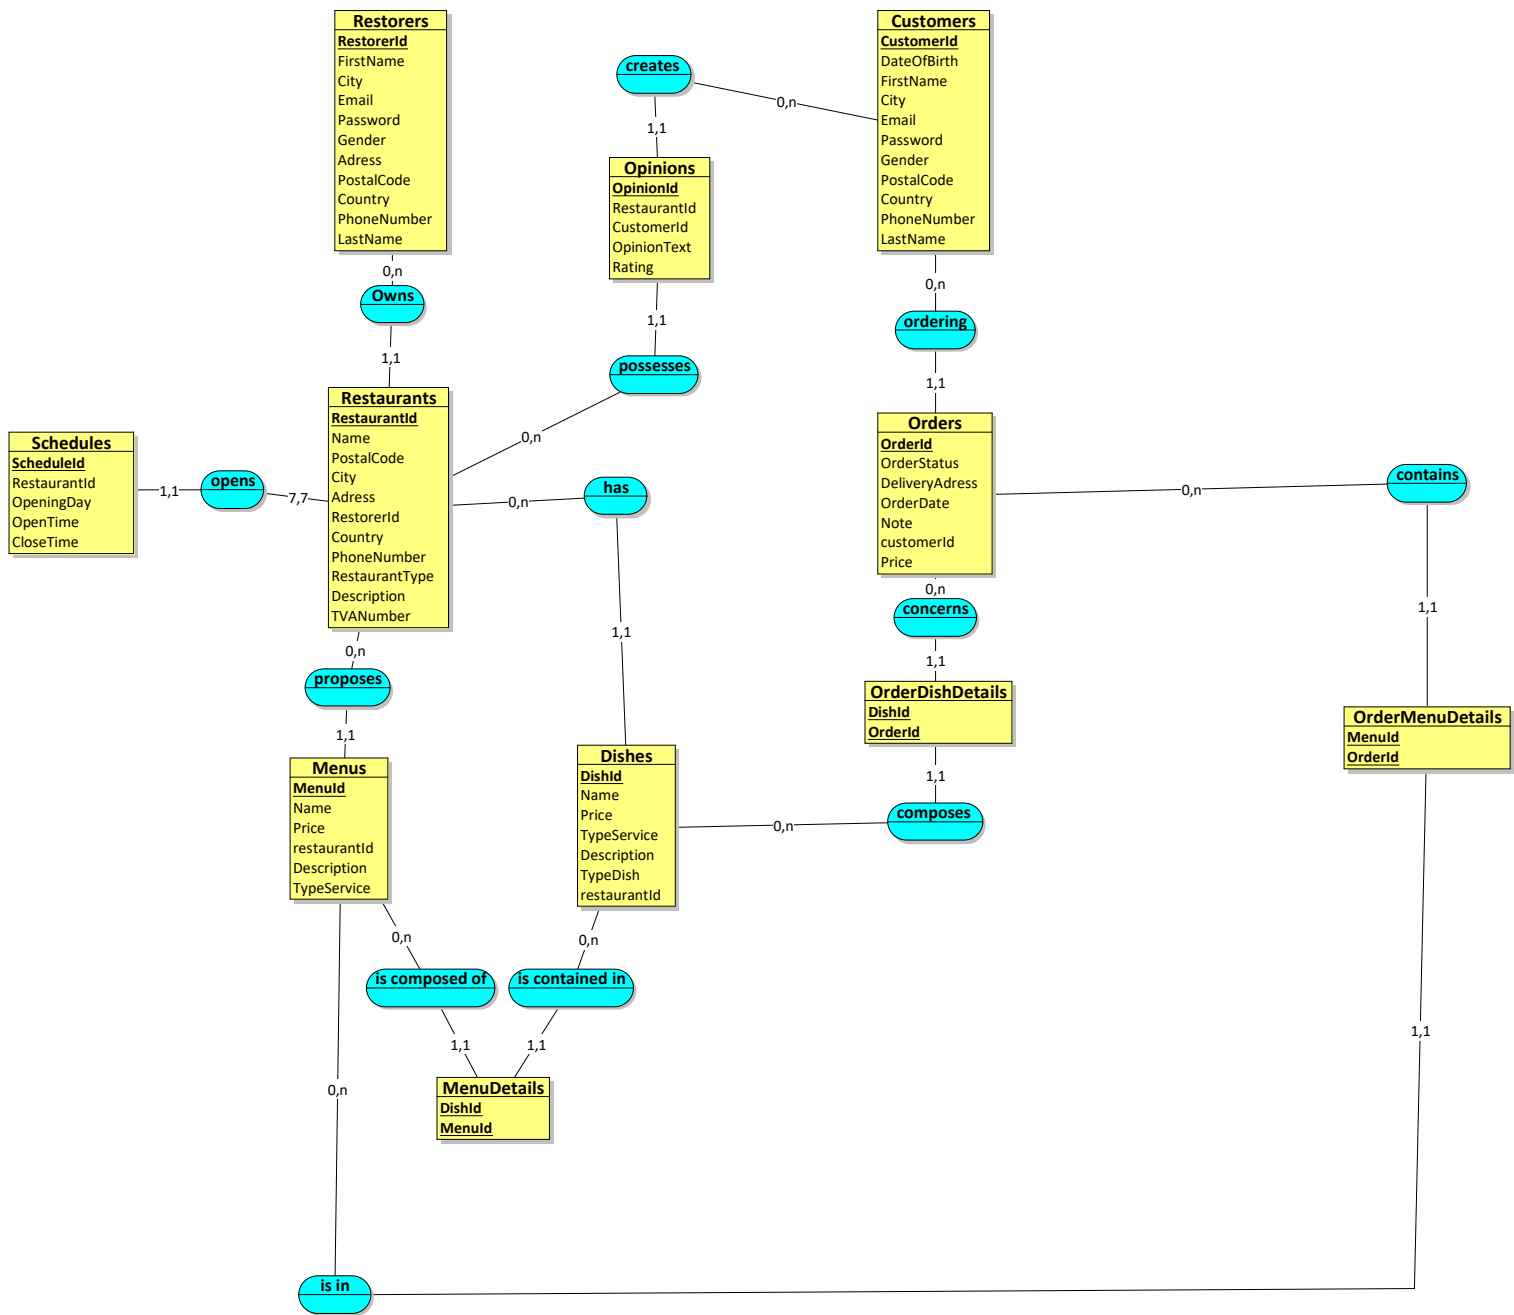 Restorers
RestorerId
FirstName
City
Email
Password
Gender
Adress
PostalCode
Country
PhoneNumber
LastName
0,n
Owns
1,1
creates
0,n
1,1
Customers
CustomerId
DateOfBirth
FirstName
City
Email
Password
Gender
PostalCode
Country
PhoneNumber
LastName
Opinions
OpinionId
RestaurantId
CustomerId
OpinionText
Rating
1,1
possesses
0,n
0,n
ordering
1,1
Schedules
ScheduleId
RestaurantId
OpeningDay
OpenTime
CloseTime
1,1
opens
7,7
Restaurants
RestaurantId
Name
PostalCode
City
Adress
RestorerId
Country
PhoneNumber
RestaurantType
Description
TVANumber
0,n
has
1,1
Orders
OrderId
OrderStatus
DeliveryAdress
OrderDate
Note
customerId
Price
0,n
contains
1,1
0,n
concerns
1,1
0,n
proposes
1,1
OrderDishDetails
DishId
OrderId
1,1
composes
0,n
OrderMenuDetails
MenuId
OrderId
Menus
MenuId
Name
Price
restaurantId
Description
TypeService
Dishes
DishId
Name
Price
TypeService
Description
TypeDish
restaurantId
0,n
is composed of
1,1
0,n
is contained in
1,1
MenuDetails
DishId
MenuId
0,n
1,1
is in